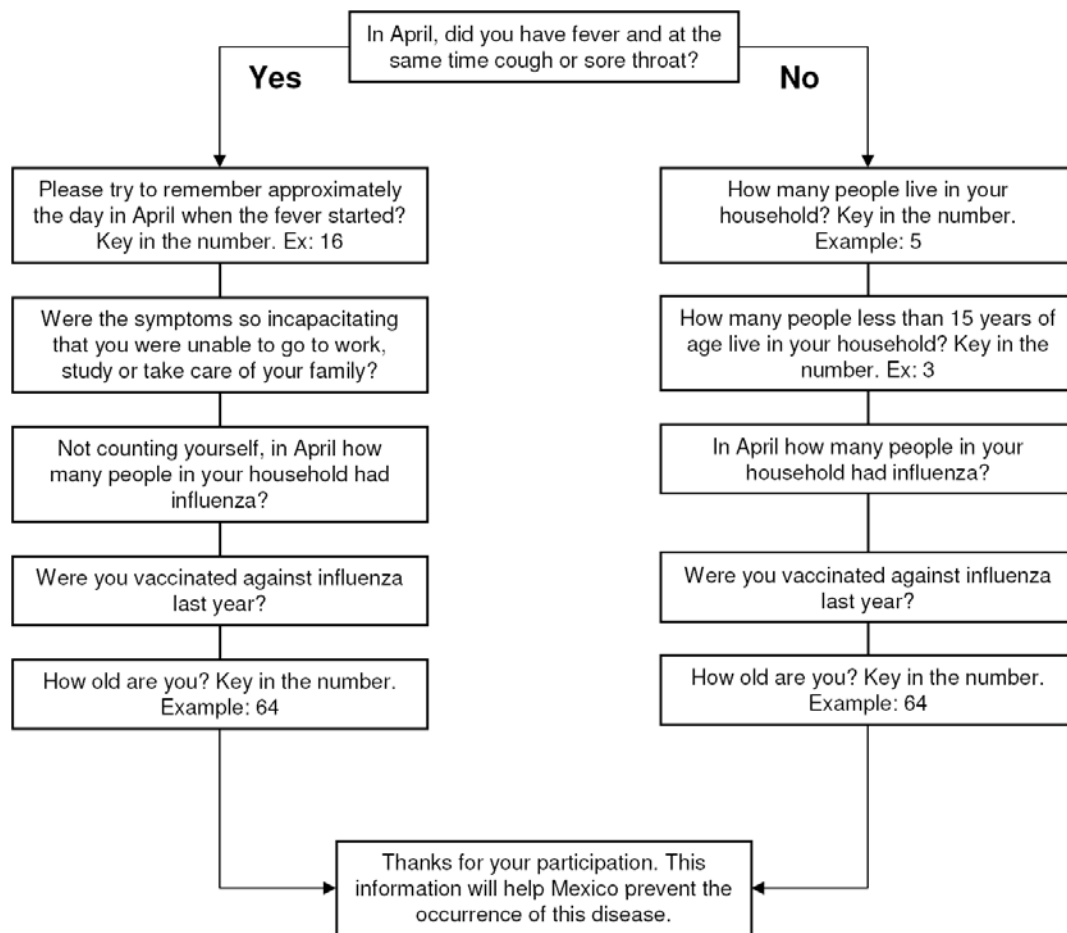 In April, did you have fever and at the
same time cough or sore throat?
Yes
No
Please try to remember approximately
the day in April when the fever started?
Key in the number. Ex: 16
Were the symptoms so incapacitating
that you were unable to go to work,
study or take care of your family?
Not counting yourself, in April how
many people in your household had
influenza?
Were you vaccinated against influenza
last year?
How old are you? Key in the number.
Example: 64
How many people live in your
household? Key in the number.
Example: 5
How many people less than 15 years of
age live in your household? Key in the
number. Ex: 3
In April how many people in your
household had influenza?
Were you vaccinated against influenza
last year?
How old are you? Key in the number.
Example: 64
Thanks for your participation. This
information will help Mexico prevent the
occurrence of this disease.